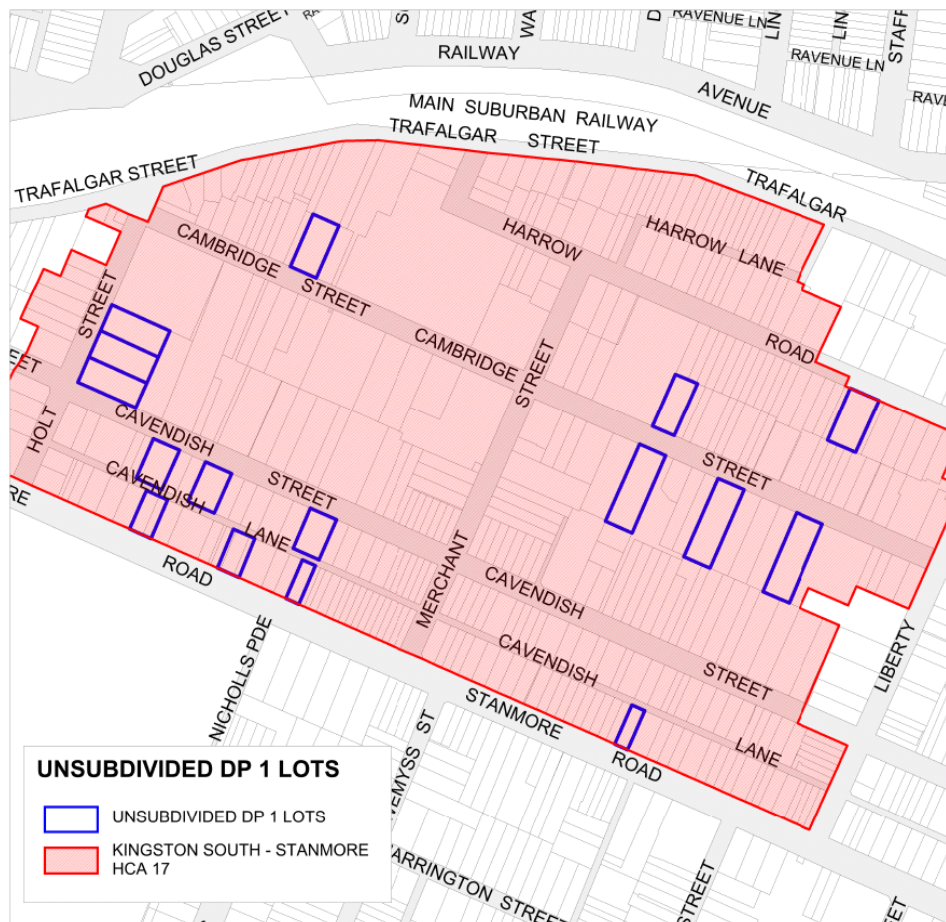 DOUGLAS STREET
RAVENUE LN
RAILWAY
RAVENUE LN
AVENUE
MAIN SUBURBAN RAILWAY
TRAFALGAR STREET
TRAFALGAR STREET
TRAFALGAR
HARROW
HARROW LANE
CAMBRIDGE
STREET
STREET
ROAD
CAMBRIDGE
STREET
STREET
CAVENDISH
STREET
HOLT
CAVENDISH
LANE
ROAD
MERCHANT
CAVENDISH
STREET
CAVENDISH
LANE
LIBERTY
NICHOLLS PDE
STANMORE
ROAD
ST
STREET
STREET
UNSUBDIVIDED DP 1 LOTS
UNSUBDIVIDED DP 1 LOTS
KINGSTON SOUTH - STANMORE
HCA 17